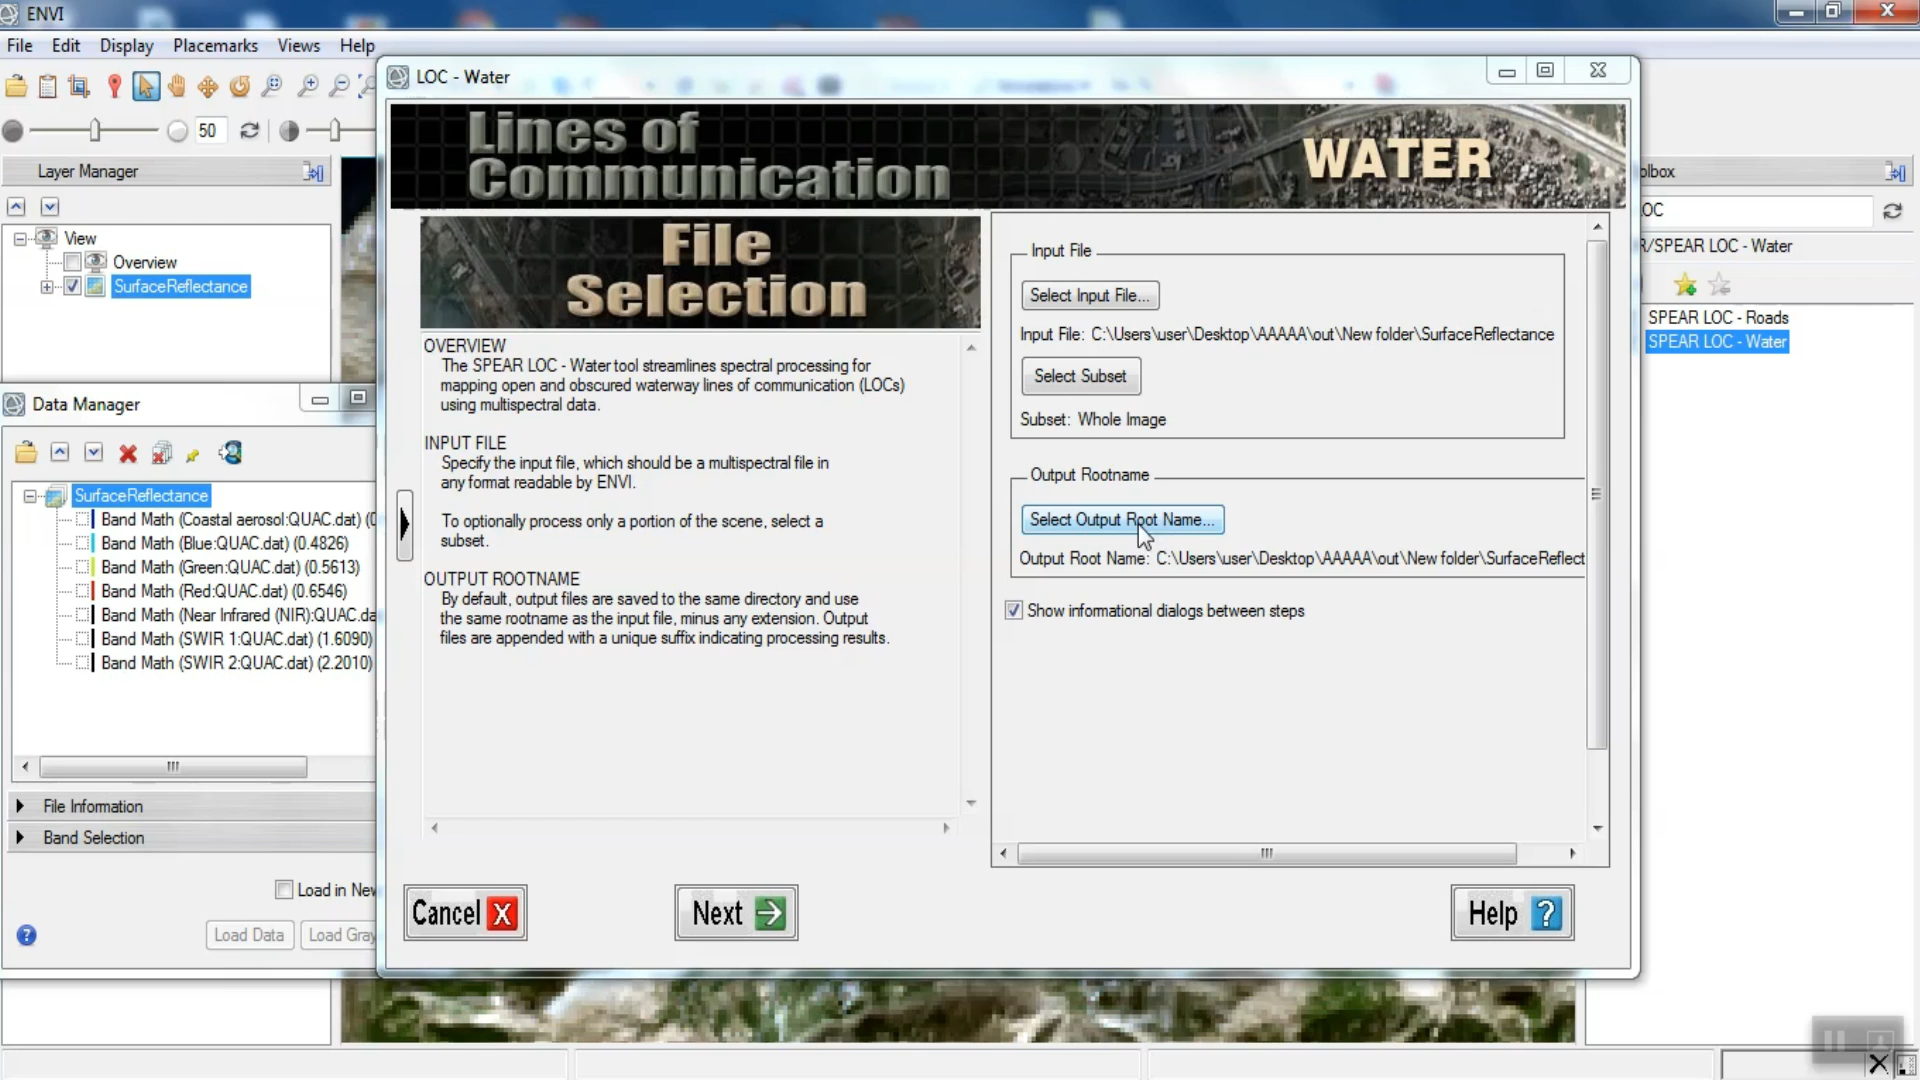 ENVI
File Edit Display Placemarks Views Help
50
Layer Manager
View
Overview
SurfaceReflectance
Data Manager
SurfaceReflectance
Band Math (Coastal aerosol:QUAC.dat) (0
Band Math (Blue:QUAC.dat) (0.4826)
Band Math (Green:QUAC.dat) (0.5613)
Band Math (Red:QUAC.dat) (0.6546)
Band Math (Near Infrared (NIR):QUAC.da
Band Math (SWIR 1:QUAC.dat) (1.6090)
Band Math (SWIR 2:QUAC.dat) (2.2010)
File Information
Band Selection
Load in New
Load Data Load Gray
LOC - Water
Lines of
Communication
WATER
File
Selection
OVERVIEW
The SPEAR LOC - Water tool streamlines spectral processing for
mapping open and obscured waterway lines of communication (LOCs)
using multispectral data.
INPUT FILE
Specify the input file, which should be a multispectral file in
any format readable by ENVI.
To optionally process only a portion of the scene, select a
subset.
OUTPUT ROOTNAME
By default, output files are saved to the same directory and use
the same rootname as the input file, minus any extension. Output
files are appended with a unique suffix indicating processing results.
Input File
Select Input File...
Input File: C:\Users\user\Desktop\AAAAA\out\New folder\SurfaceReflectance
Select Subset
Subset: Whole Image
Output Rootname
Select Output Root Name...
Output Root Name: C:\Users\user\Desktop\AAAAA\out\New folder\SurfaceReflect
Show informational dialogs between steps
Cancel X
Next
Help ?
olbox
OC
R/SPEAR LOC - Water
SPEAR LOC - Roads
SPEAR LOC - Water